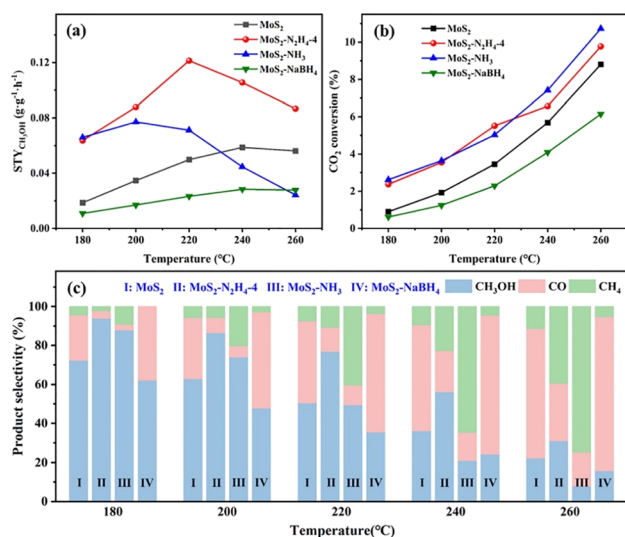 (a)
MoS₂
MoS₂-N₂H₄-4
MoS₂-NH₃
MoS₂-NaBH₄
STY_CH₃OH (g·g⁻¹·h⁻¹)
0.12
0.08
0.04
0.00
180 200 220 240 260
Temperature (°C)
(b)
MoS₂
MoS₂-N₂H₄-4
MoS₂-NH₃
MoS₂-NaBH₄
CO₂ conversion (%)
10
8
6
4
2
0
180 200 220 240 260
Temperature (°C)
I: MoS₂ II: MoS₂-N₂H₄-4 III: MoS₂-NH₃ IV: MoS₂-NaBH₄ CH₃OH CO CH₄
(c)
Product selectivity (%)
100
80
60
40
20
0
I II III IV I II III IV I II III IV I II III IV I II III IV
180 200 220 240 260
Temperature(°C)